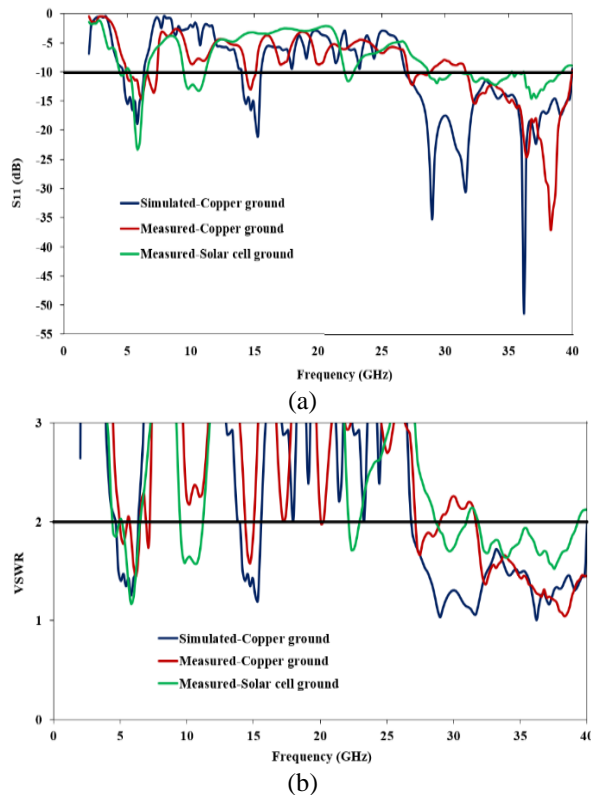 0
-5
-10
-15
-20
-25
-30
-35
-40
-45
-50
-55
S11 (dB)
Simulated-Copper ground
Measured-Copper ground
Measured-Solar cell ground
0 5 10 15 20 25 30 35 40
Frequency (GHz)
(a)
3
2
1
0
VSWR
Simulated-Copper ground
Measured-Copper ground
Measured-Solar cell ground
0 5 10 15 20 25 30 35 40
Frequency (GHz)
(b)